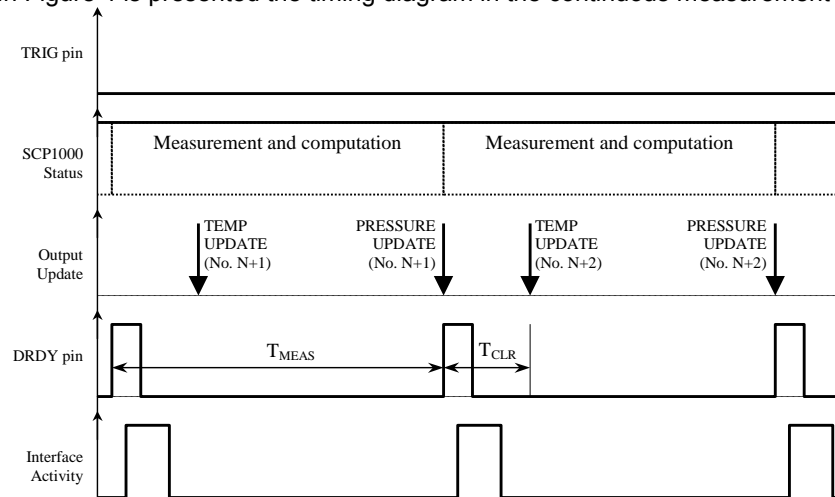 in Figure 4 is presented the timing diagram in the continuous measurement
TRIG pin
SCP1000
Status
Measurement and computation
Measurement and computation
Output
Update
TEMP
UPDATE
(No. N+1)
PRESSURE
UPDATE
(No. N+1)
TEMP
UPDATE
(No. N+2)
PRESSURE
UPDATE
(No. N+2)
DRDY pin
TMEAS
TCLR
Interface
Activity